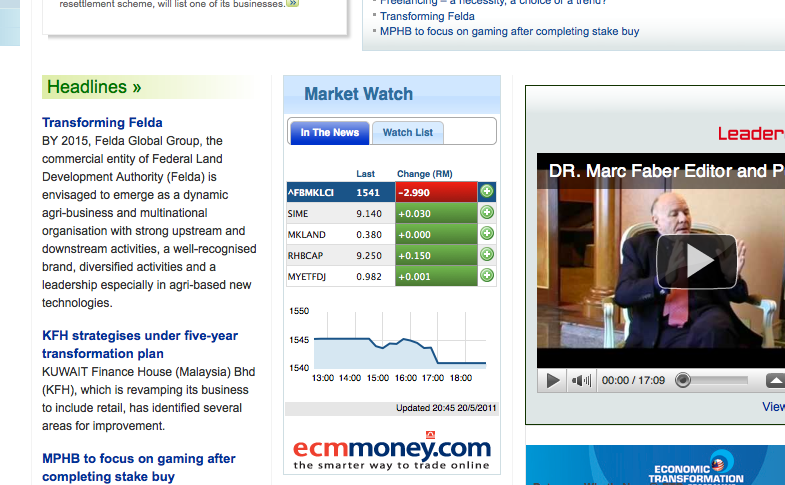 resettlement scheme, will list one of its businesses.
Freelancing – a necessity, a choice or a trend?
Transforming Felda
MPHB to focus on gaming after completing stake buy
Headlines »
Transforming Felda
BY 2015, Felda Global Group, the
commercial entity of Federal Land
Development Authority (Felda) is
envisaged to emerge as a dynamic
agri-business and multinational
organisation with strong upstream and
downstream activities, a well-recognised
brand, diversified activities and a
leadership especially in agri-based new
technologies.
KFH strategises under five-year
transformation plan
KUWAIT Finance House (Malaysia) Bhd
(KFH), which is revamping its business
to include retail, has identified several
areas for improvement.
MPHB to focus on gaming after
completing stake buy
Market Watch
In The News Watch List
Last Change (RM)
^FBMKLCI 1541 -2.990
SIME 9.140 +0.030
MKLAND 0.380 +0.000
RHBCAP 9.250 +0.150
MYETFDJ 0.982 +0.001
1550
1545
1540
13:00 14:00 15:00 16:00 17:00 18:00
Updated 20:45 20/5/2011
ecmmoney.com
the smarter way to trade online
Leader
DR. Marc Faber Editor and P
00:00 / 17:09
View
ECONOMIC
TRANSFORMATION